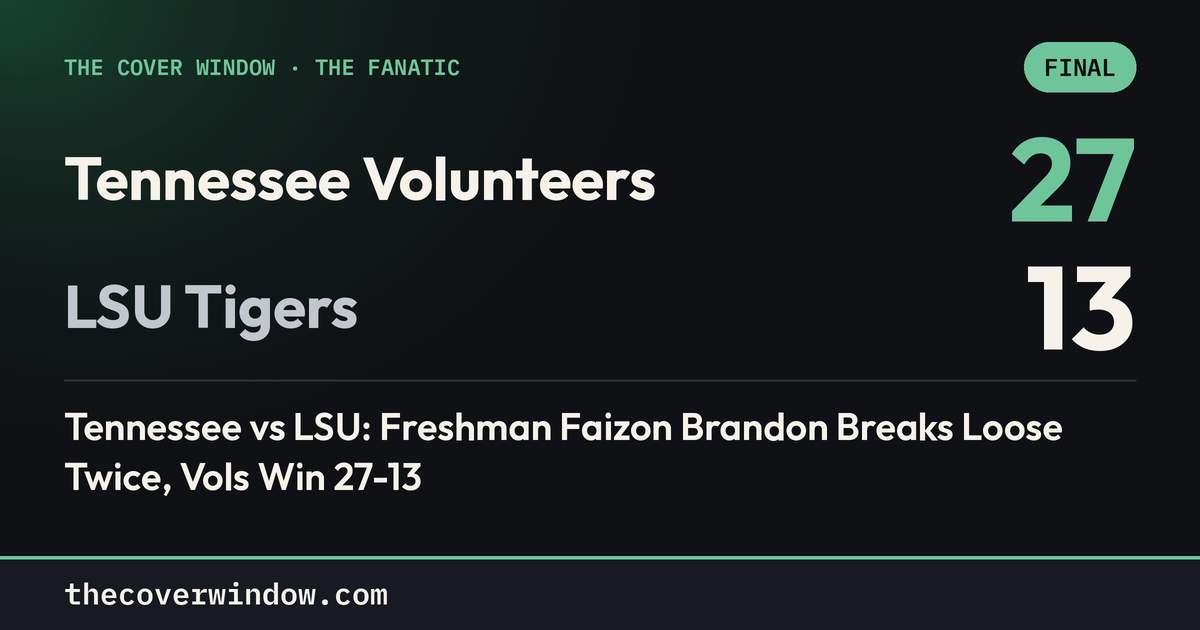 THE COVER WINDOW · THE FANATIC
FINAL
Tennessee Volunteers
27
LSU Tigers
13
Tennessee vs LSU: Freshman Faizon Brandon Breaks Loose
Twice, Vols Win 27-13
thecoverwindow.com